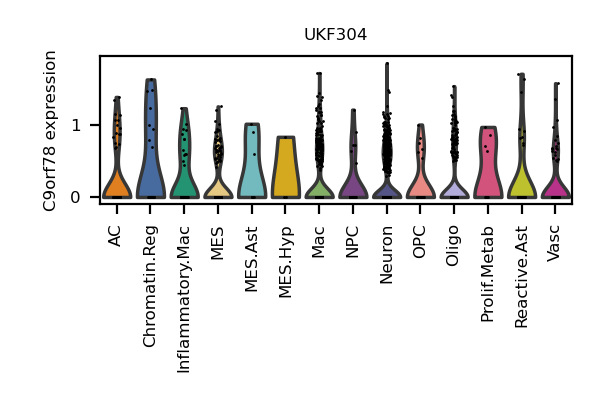 UKF304
C9orf78 expression
1
0
AC
Chromatin.Reg
Inflammatory.Mac
MES
MES.Ast
MES.Hyp
Mac
NPC
Neuron
OPC
Oligo
Prolif.Metab
Reactive.Ast
Vasc